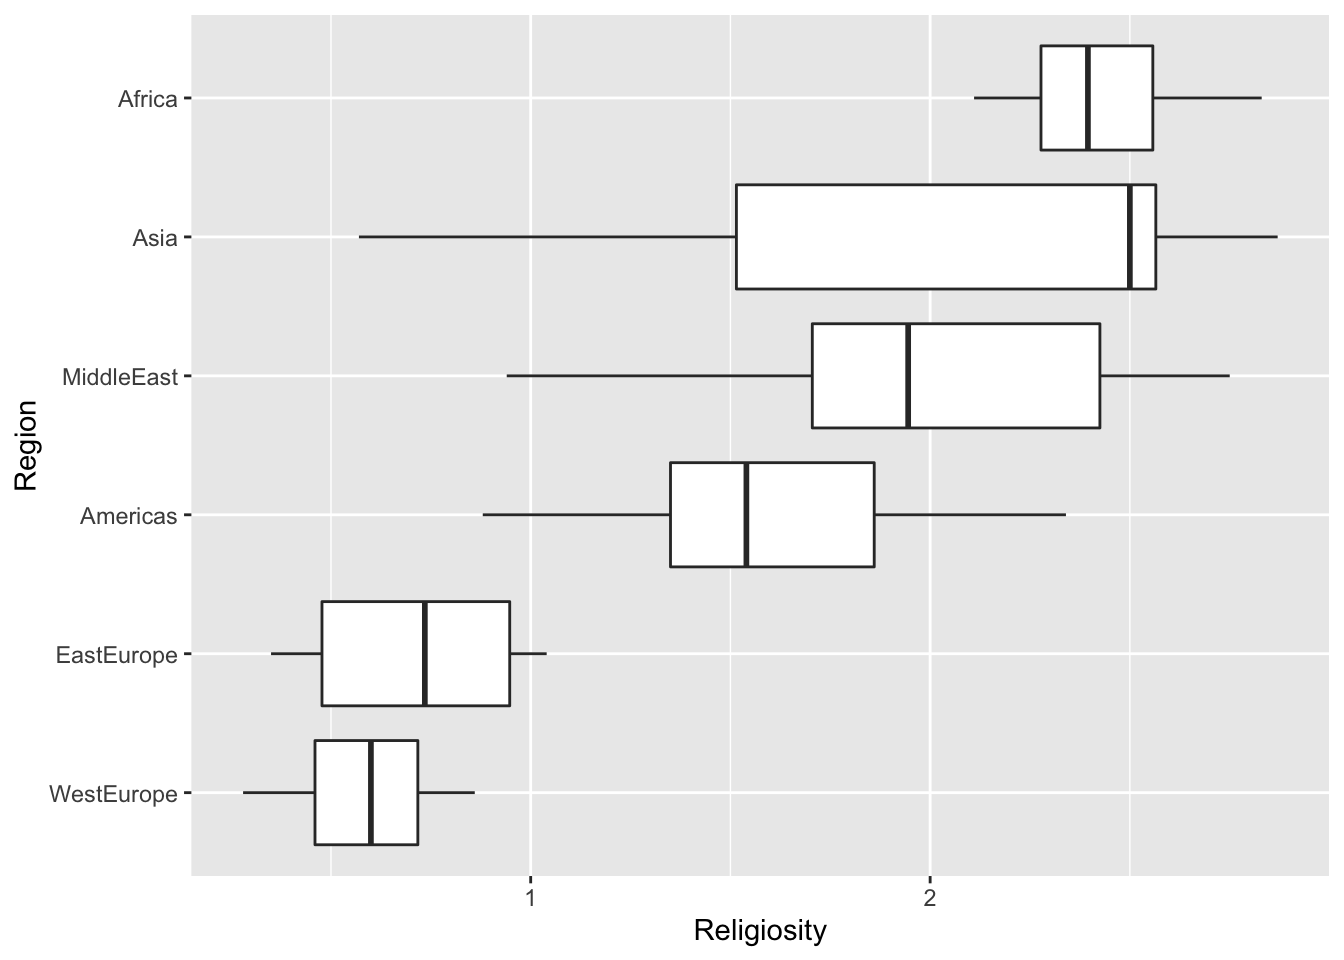 Africa
Asia
MiddleEast
Americas
EastEurope
WestEurope
Region
1
2
Religiosity